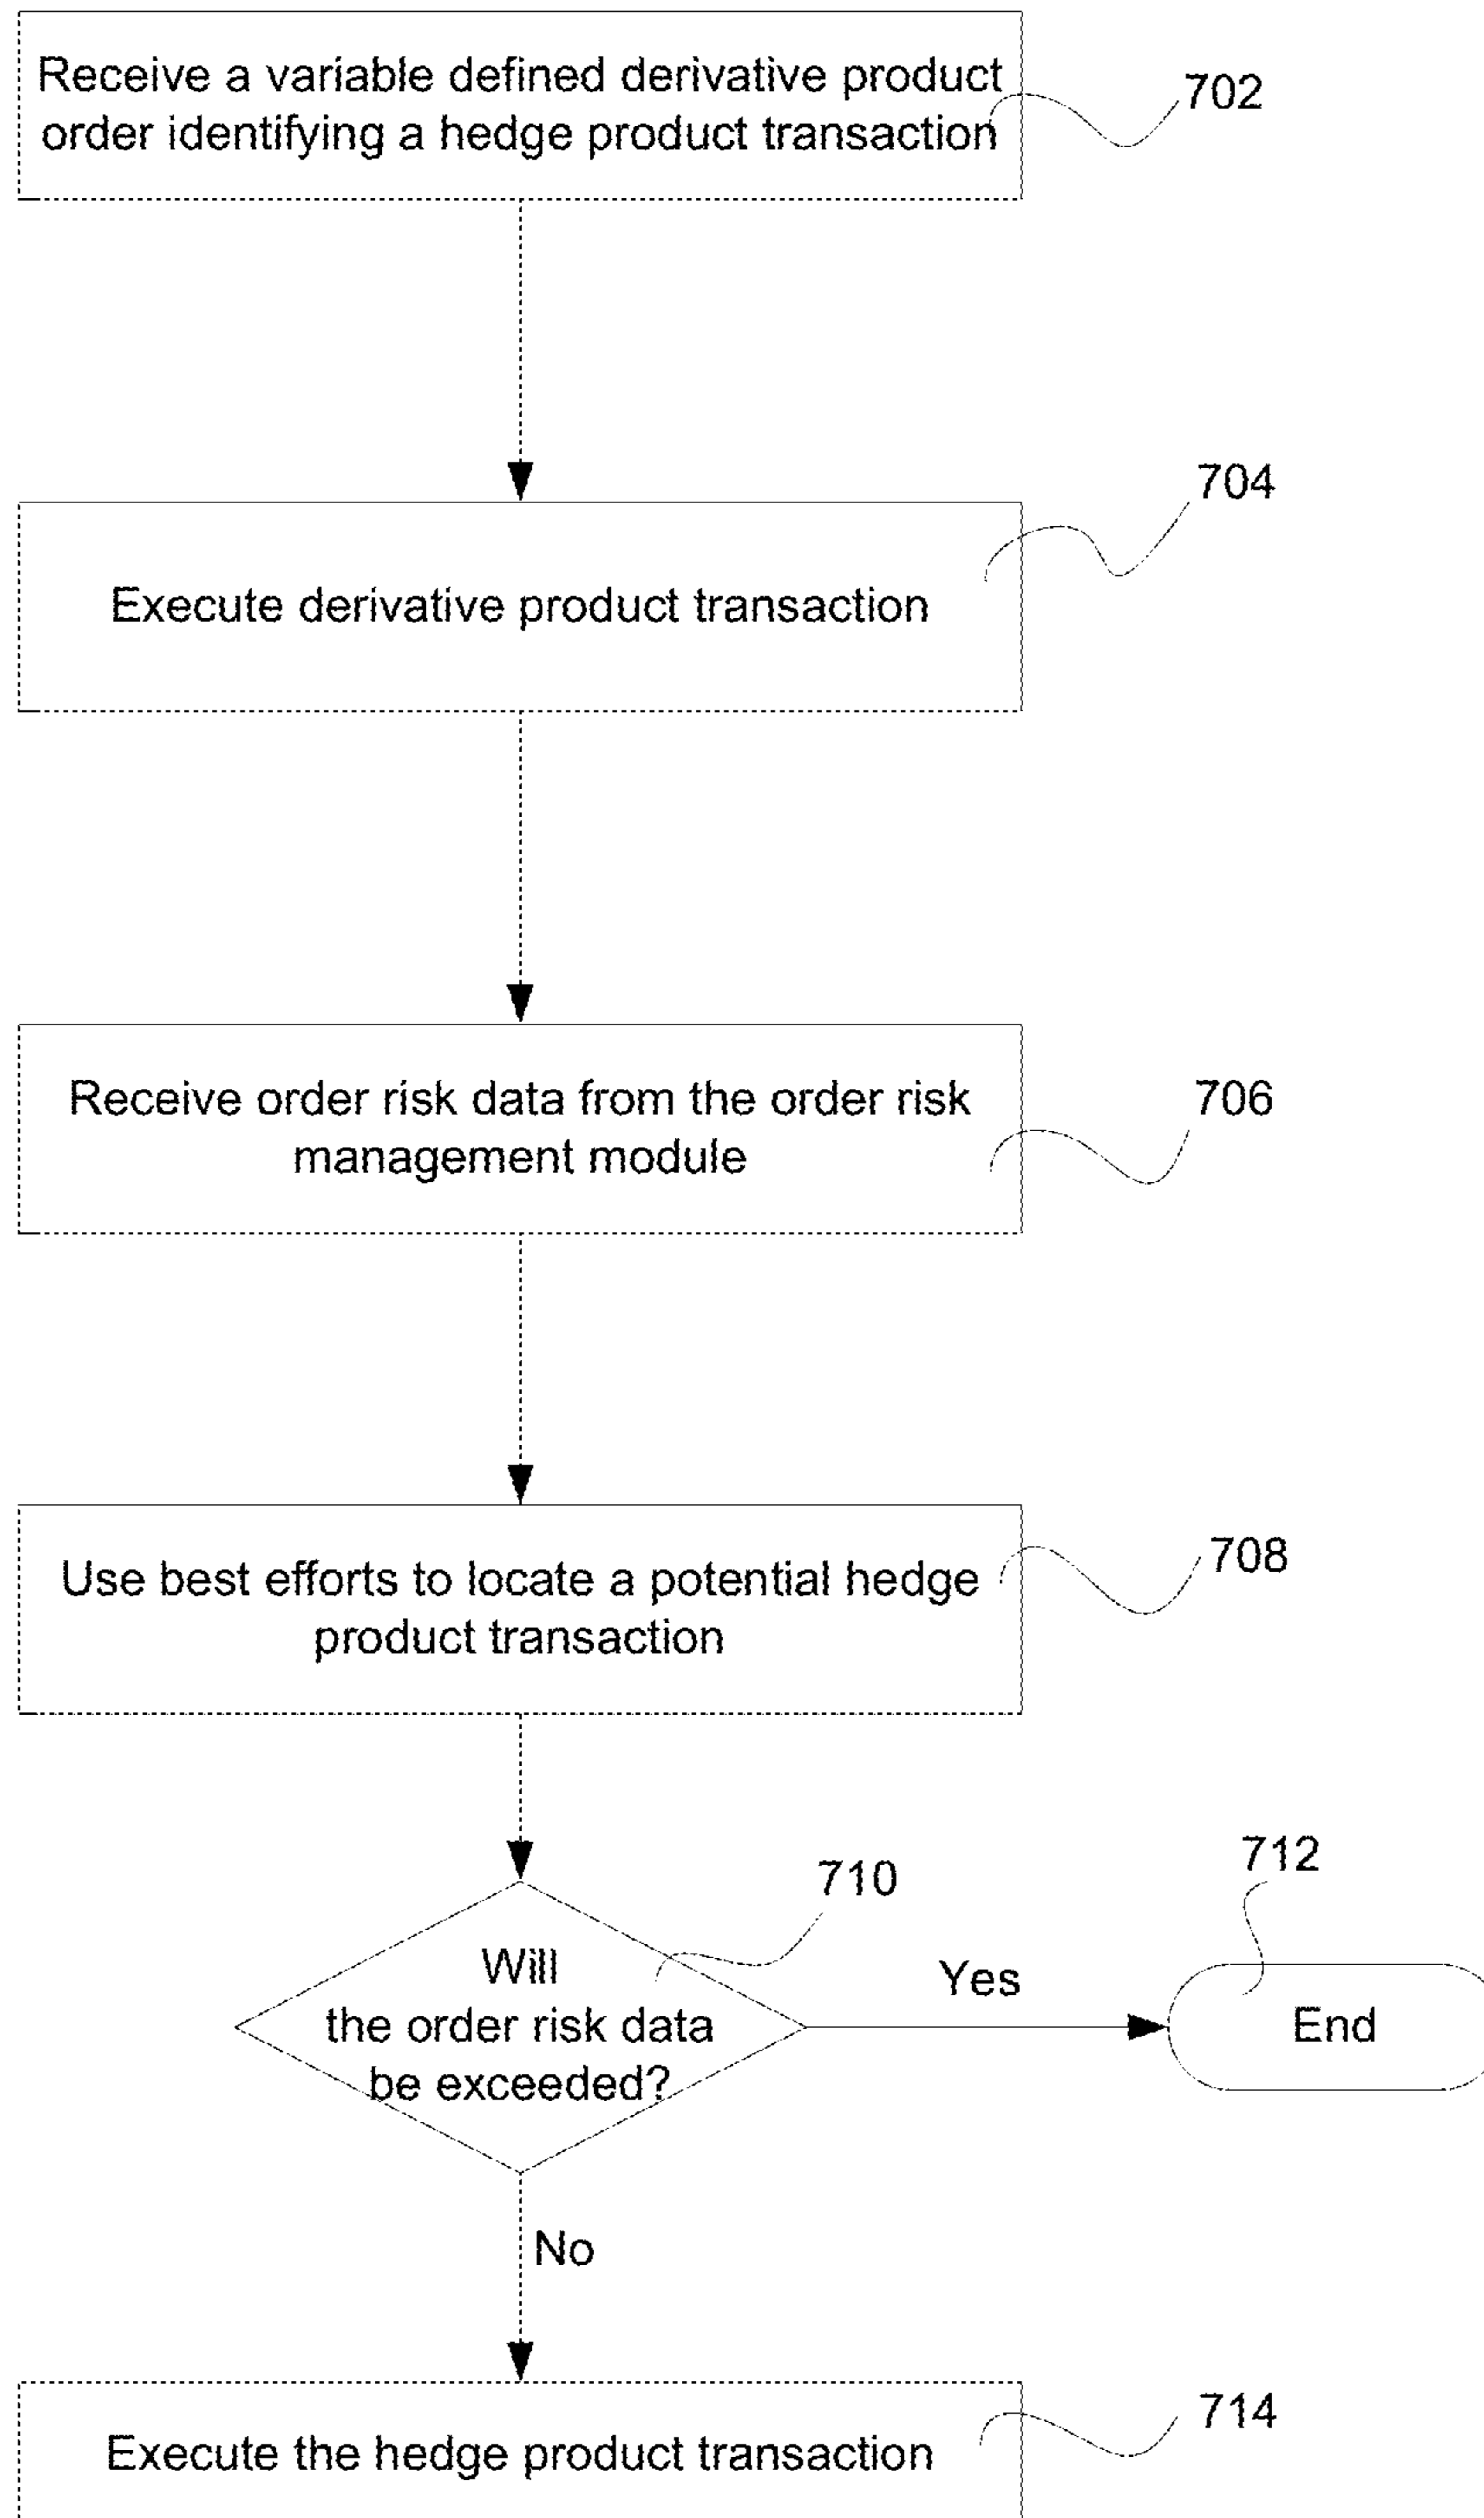 Receive a variable defined derivative product
order identifying a hedge product transaction
702
704
Execute derivative product transaction
Receive order risk data from the order risk
management module
706
Use best efforts to locate a potential hedge
product transaction
708
710
712
Will
the order risk data
be exceeded?
Yes
End
No
Execute the hedge product transaction
714